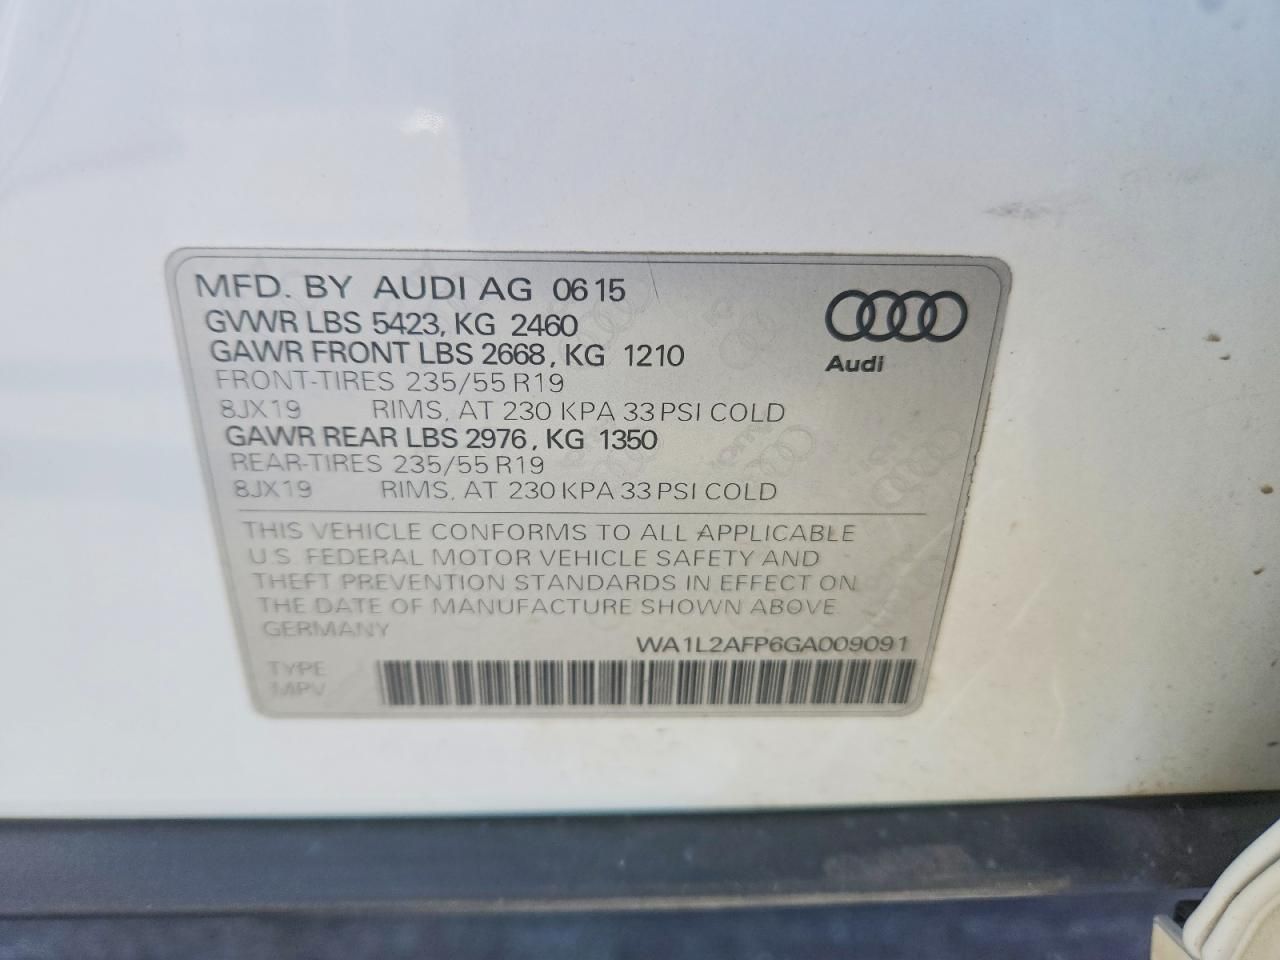 MFD. BY AUDI AG 0615
GVWR LBS 5423, KG 2460
GAWR FRONT LBS 2668, KG 1210
FRONT-TIRES 235/55 R19
8JX19 RIMS, AT 230 KPA 33 PSI COLD
GAWR REAR LBS 2976, KG 1350
REAR-TIRES 235/55 R19
8JX19 RIMS, AT 230 KPA 33 PSI COLD
Audi
THIS VEHICLE CONFORMS TO ALL APPLICABLE
U.S. FEDERAL MOTOR VEHICLE SAFETY AND
THEFT PREVENTION STANDARDS IN EFFECT ON
THE DATE OF MANUFACTURE SHOWN ABOVE
GERMANY
WA1L2AFP6GA009091
TYPE
MPV